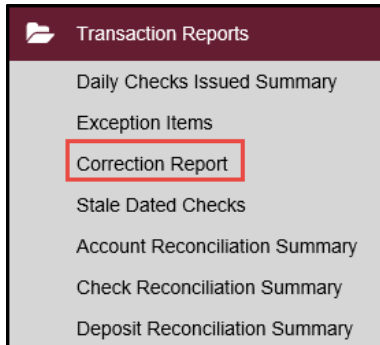 Transaction Reports
Daily Checks Issued Summary
Exception Items
Correction Report
Stale Dated Checks
Account Reconciliation Summary
Check Reconciliation Summary
Deposit Reconciliation Summary